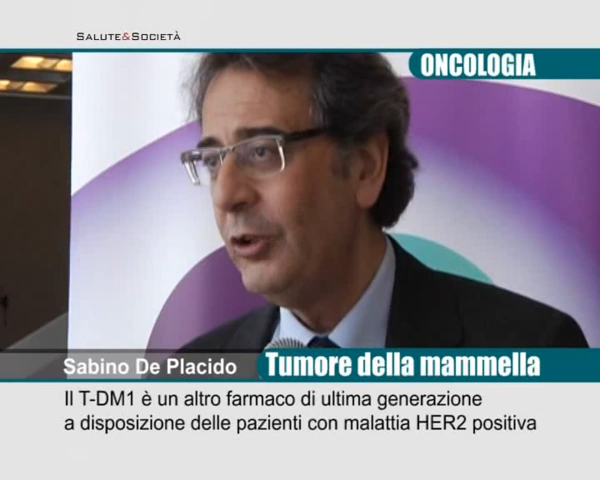 SALUTE&SOCIETÀ
ONCOLOGIA
Sabino De Placido
Tumore della mammella
Il T-DM1 è un altro farmaco di ultima generazione
a disposizione delle pazienti con malattia HER2 positiva